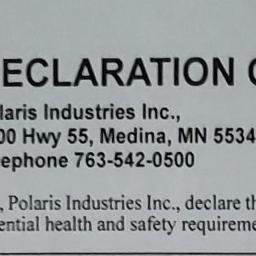 ECLARATION
laris Industries Inc.,
00 Hwy 55, Medina, MN 5534
ephone 763-542-0500
, Polaris Industries Inc., declare th
ential health and safety requireme